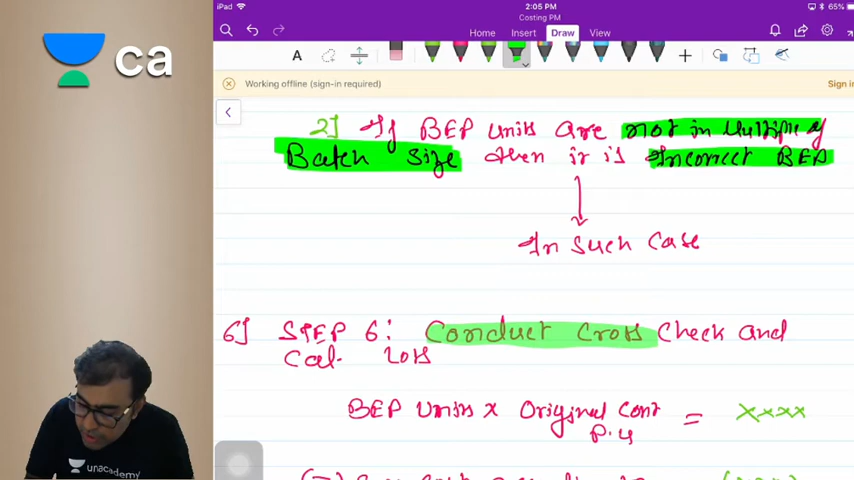 iPad
2:05 PM
65%
Costing PM
Home Insert Draw View
A
Working offline (sign-in required)
Sign in
ca
2] If BEP Units are not in Multiple of
Batch Size then it is Incorrect BEP
In Such Case
6] STEP 6: Conduct Cross Check and
Cal. Loss
BEP Units x Original Cont = xxxx
P.U
unacademy